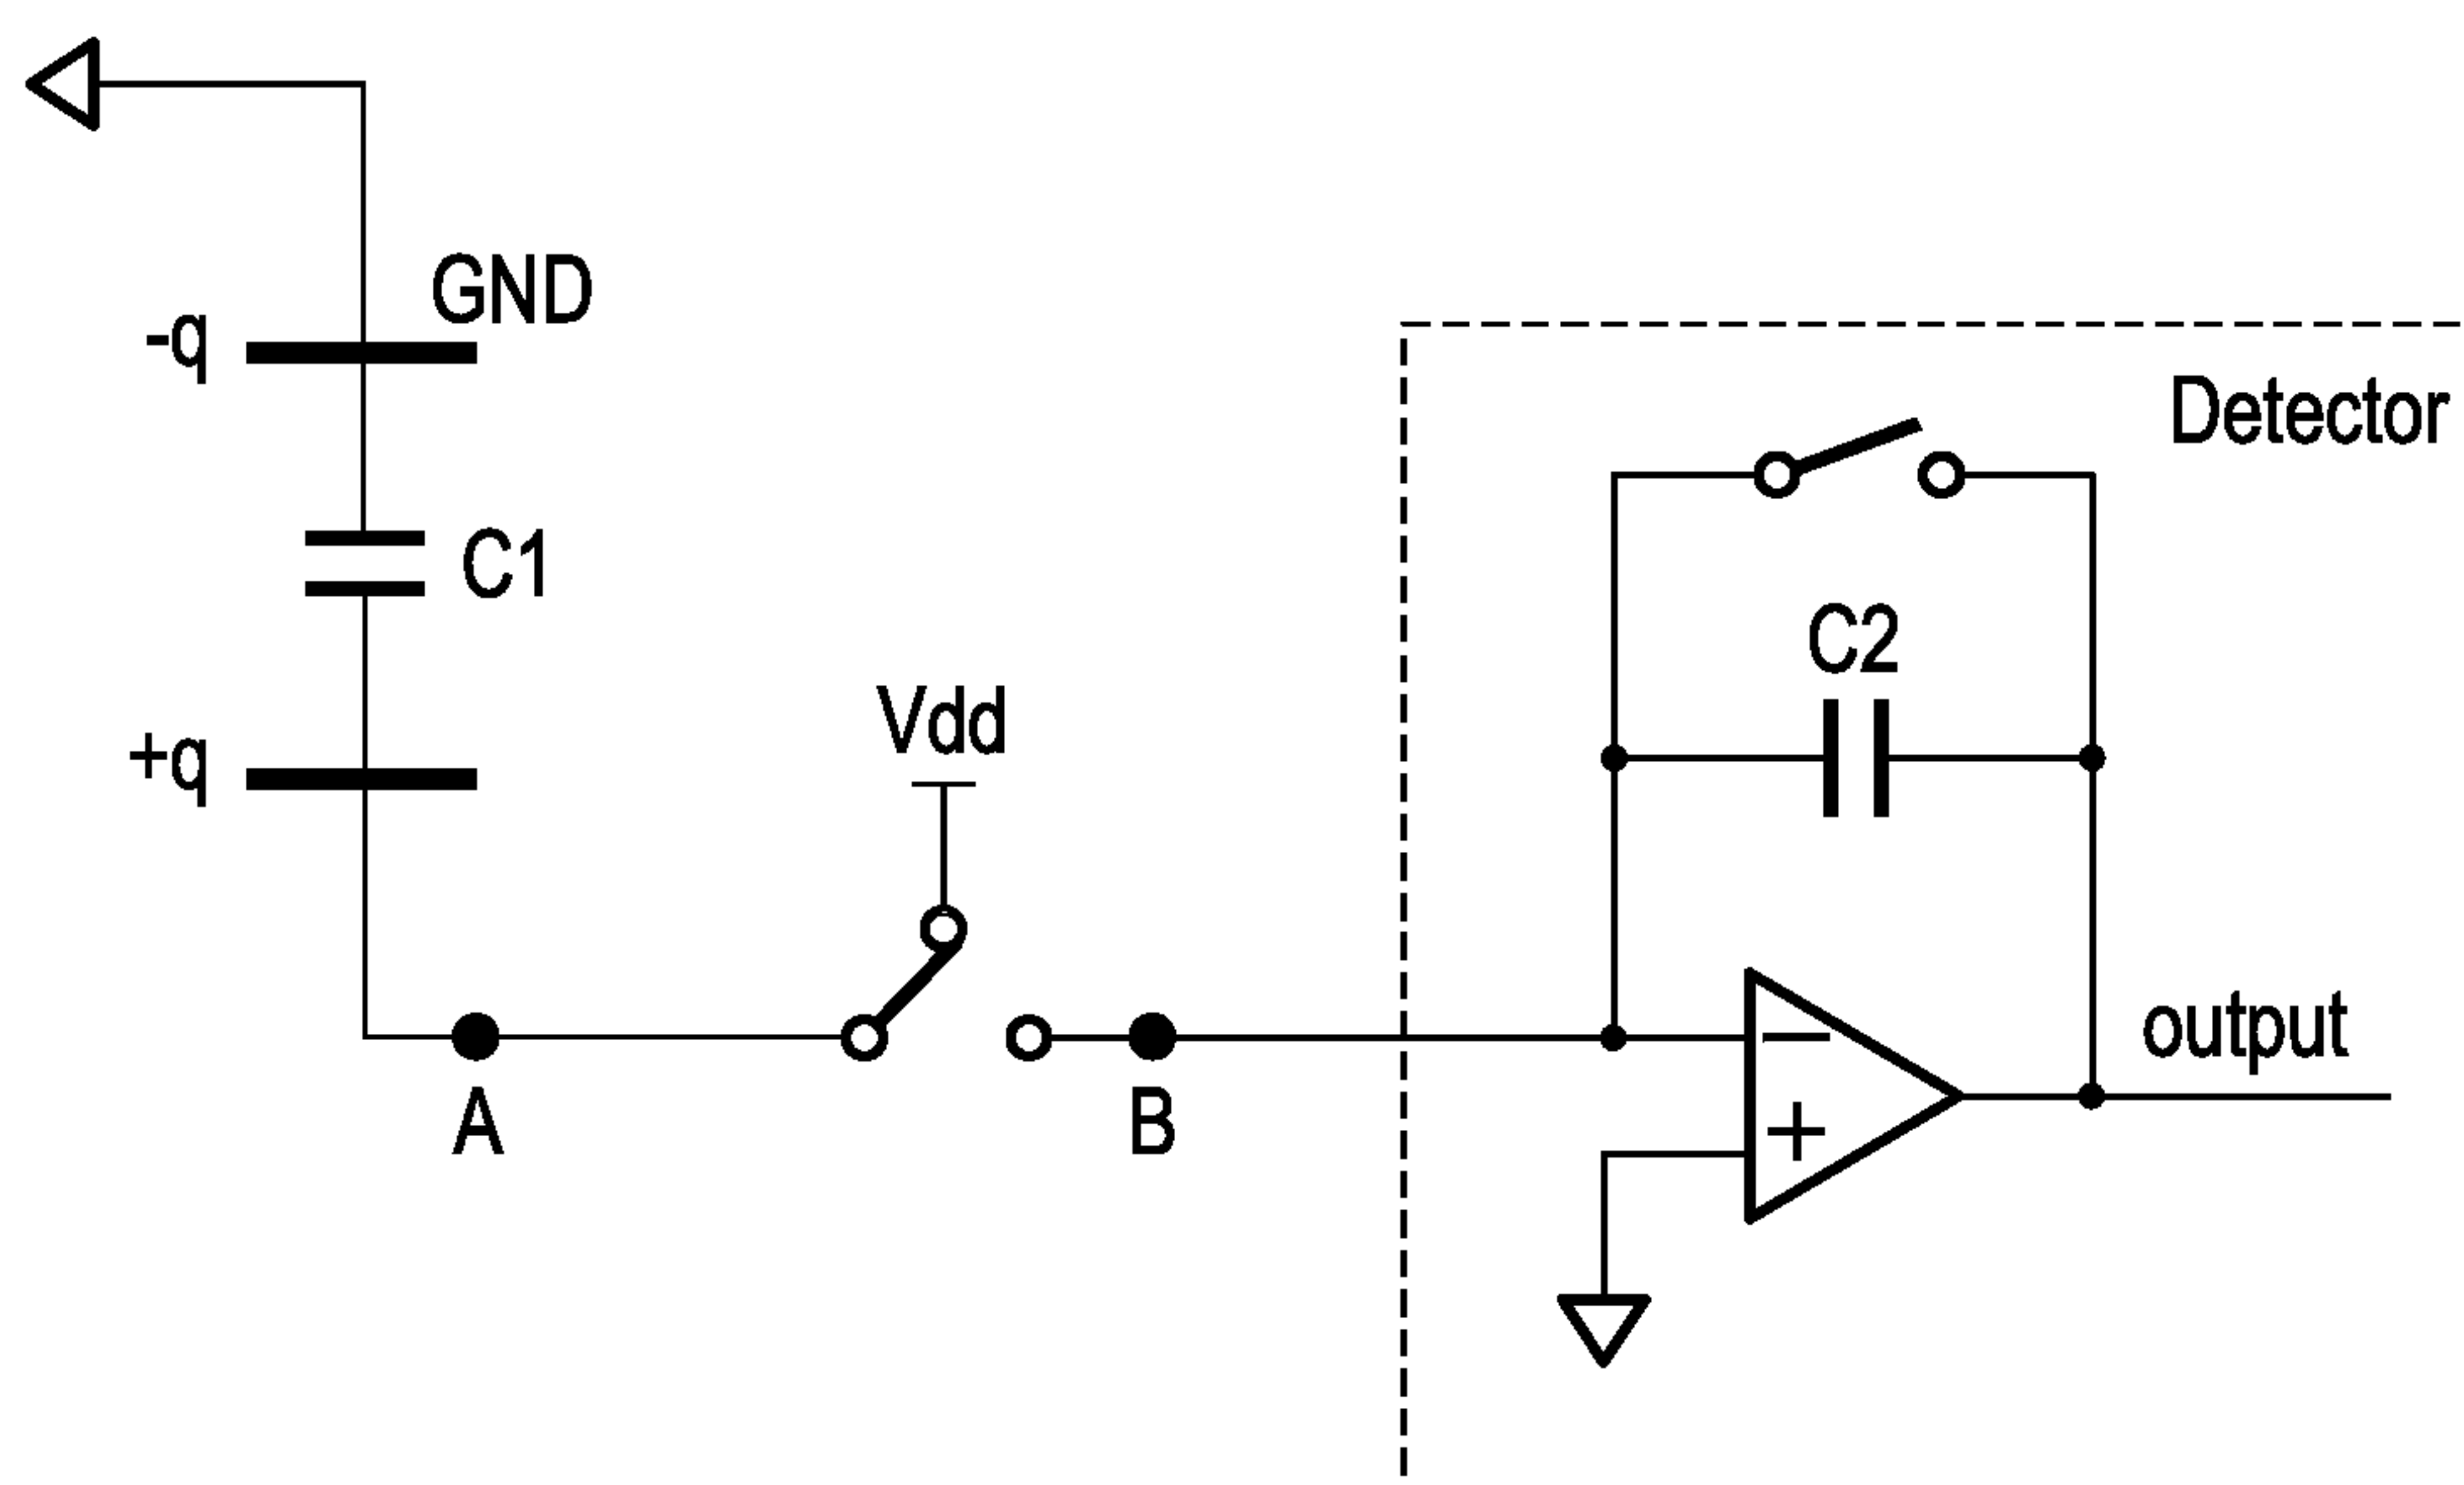 GND
-q
Detector
C1
C2
Vdd
+q
output
A
B